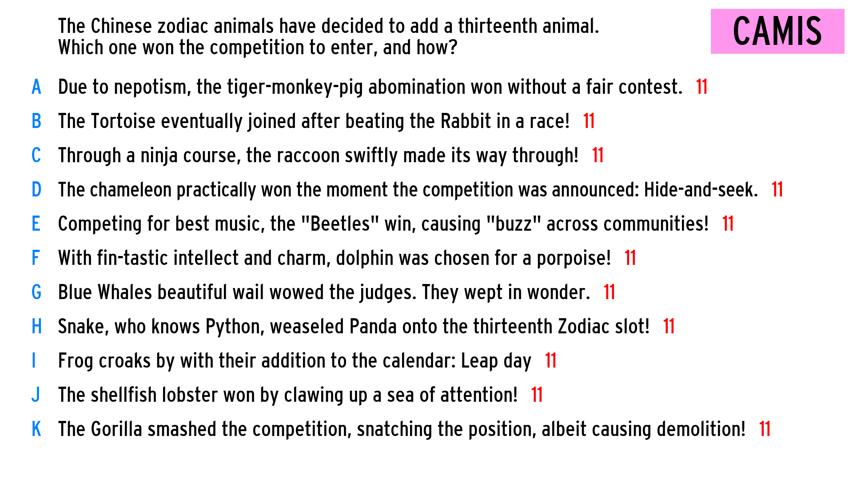 The Chinese zodiac animals have decided to add a thirteenth animal.
Which one won the competition to enter, and how?
CAMIS
A Due to nepotism, the tiger-monkey-pig abomination won without a fair contest. 11
B The Tortoise eventually joined after beating the Rabbit in a race! 11
C Through a ninja course, the raccoon swiftly made its way through! 11
D The chameleon practically won the moment the competition was announced: Hide-and-seek. 11
E Competing for best music, the "Beetles" win, causing "buzz" across communities! 11
F With fin-tastic intellect and charm, dolphin was chosen for a porpoise! 11
G Blue Whales beautiful wail wowed the judges. They wept in wonder. 11
H Snake, who knows Python, weaseled Panda onto the thirteenth Zodiac slot! 11
I Frog croaks by with their addition to the calendar: Leap day 11
J The shellfish lobster won by clawing up a sea of attention! 11
K The Gorilla smashed the competition, snatching the position, albeit causing demolition! 11